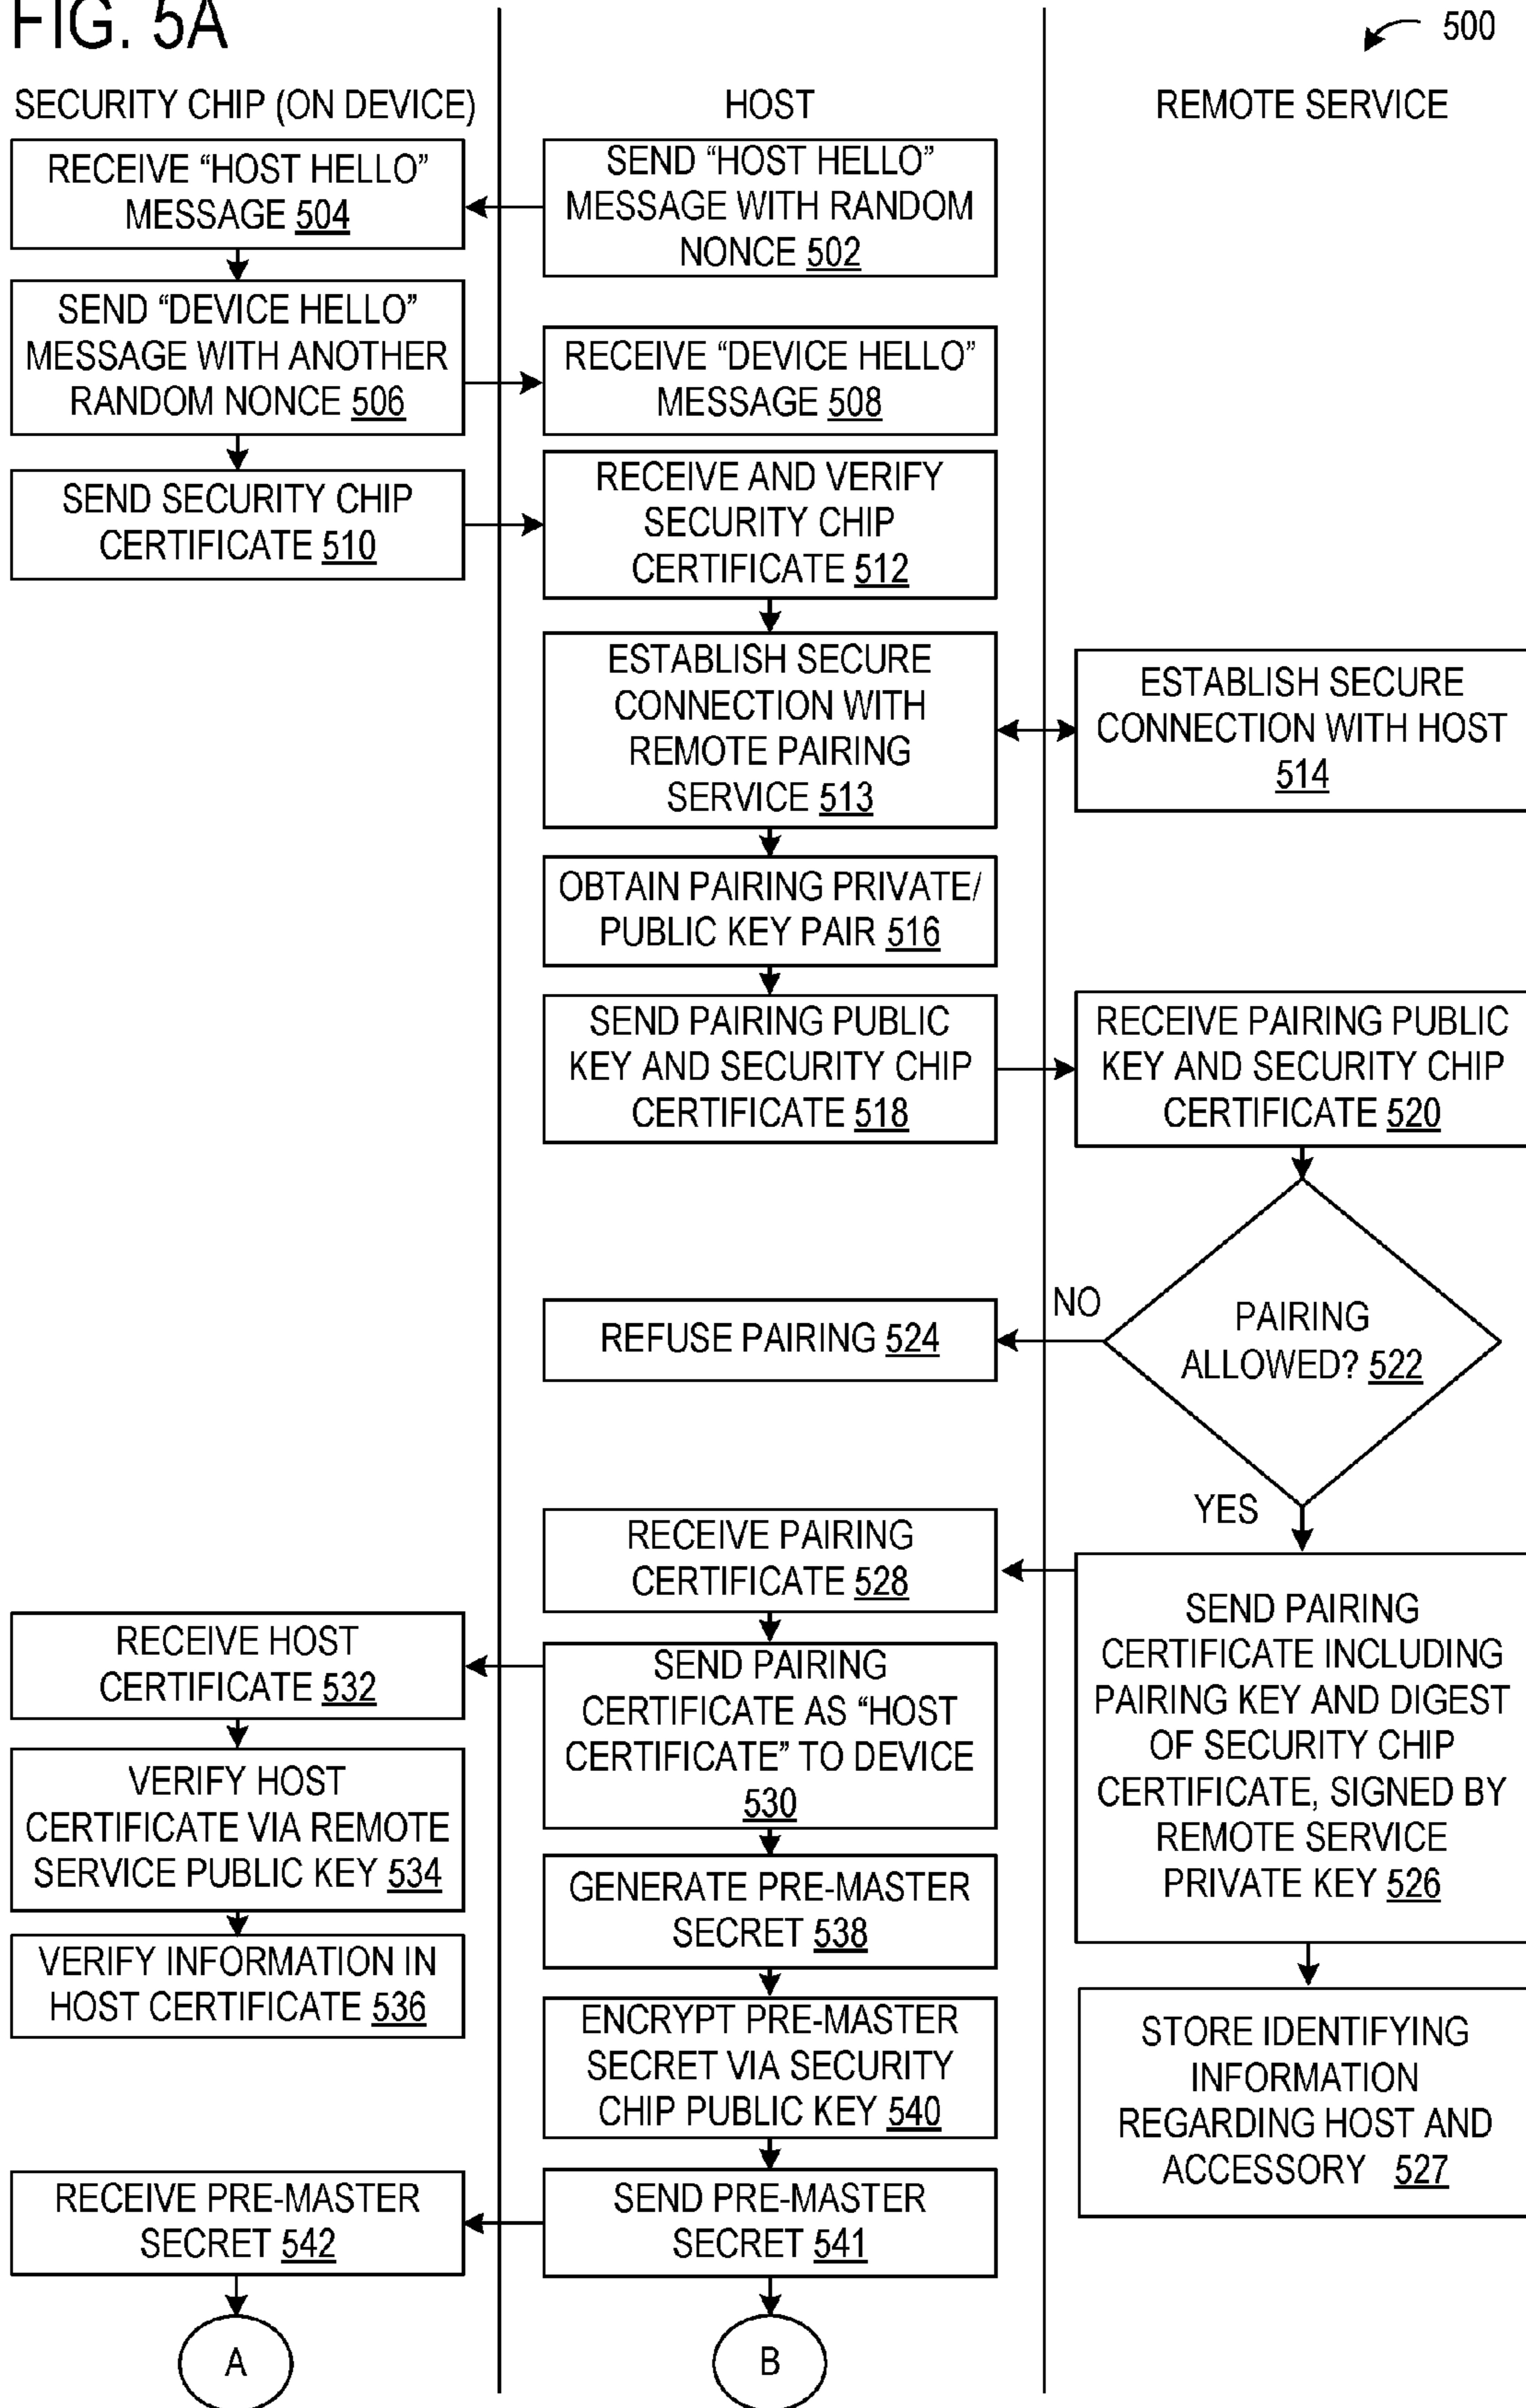 FIG. 5A
500
SECURITY CHIP (ON DEVICE)
HOST
REMOTE SERVICE
RECEIVE “HOST HELLO”
MESSAGE 504
SEND “HOST HELLO”
MESSAGE WITH RANDOM
NONCE 502
SEND “DEVICE HELLO”
MESSAGE WITH ANOTHER
RANDOM NONCE 506
RECEIVE “DEVICE HELLO”
MESSAGE 508
SEND SECURITY CHIP
CERTIFICATE 510
RECEIVE AND VERIFY
SECURITY CHIP
CERTIFICATE 512
ESTABLISH SECURE
CONNECTION WITH
REMOTE PAIRING
SERVICE 513
ESTABLISH SECURE
CONNECTION WITH HOST
514
OBTAIN PAIRING PRIVATE/
PUBLIC KEY PAIR 516
SEND PAIRING PUBLIC
KEY AND SECURITY CHIP
CERTIFICATE 518
RECEIVE PAIRING PUBLIC
KEY AND SECURITY CHIP
CERTIFICATE 520
PAIRING
ALLOWED? 522
NO
REFUSE PAIRING 524
YES
SEND PAIRING
CERTIFICATE INCLUDING
PAIRING KEY AND DIGEST
OF SECURITY CHIP
CERTIFICATE, SIGNED BY
REMOTE SERVICE
PRIVATE KEY 526
RECEIVE PAIRING
CERTIFICATE 528
SEND PAIRING
CERTIFICATE AS “HOST
CERTIFICATE” TO DEVICE
530
RECEIVE HOST
CERTIFICATE 532
VERIFY HOST
CERTIFICATE VIA REMOTE
SERVICE PUBLIC KEY 534
VERIFY INFORMATION IN
HOST CERTIFICATE 536
GENERATE PRE-MASTER
SECRET 538
ENCRYPT PRE-MASTER
SECRET VIA SECURITY
CHIP PUBLIC KEY 540
STORE IDENTIFYING
INFORMATION
REGARDING HOST AND
ACCESSORY 527
SEND PRE-MASTER
SECRET 541
RECEIVE PRE-MASTER
SECRET 542
A
B